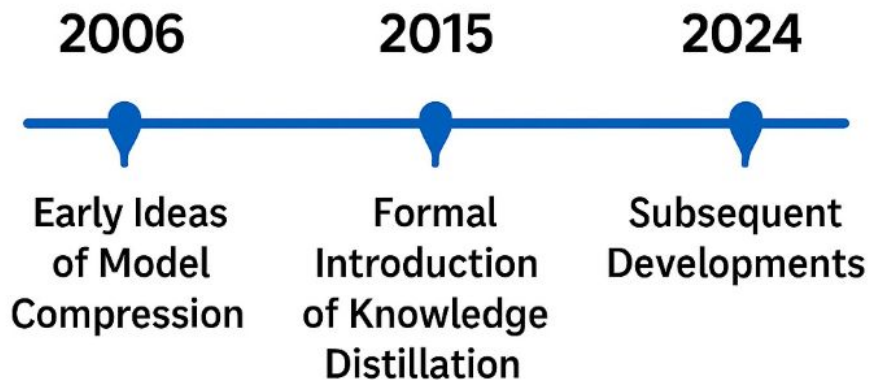 2006
2015
2024
Early Ideas
of Model
Compression
Formal
Introduction
of Knowledge
Distillation
Subsequent
Developments